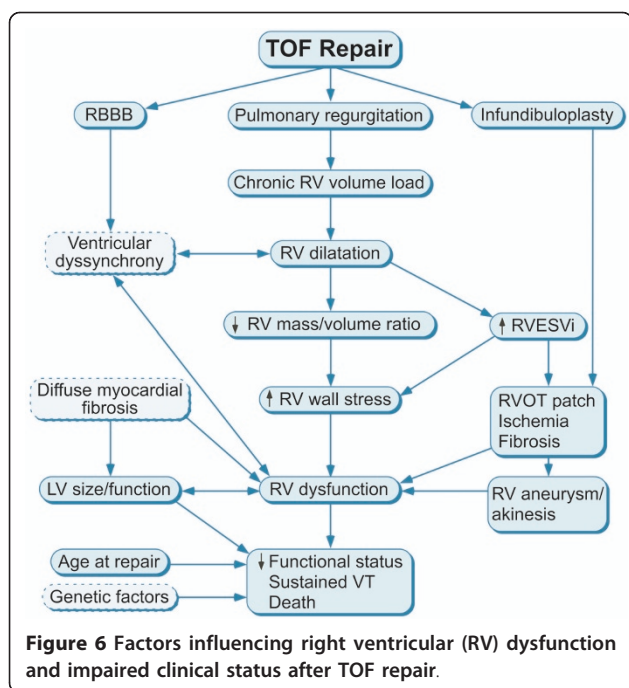 TOF Repair
RBBB
Pulmonary regurgitation
Infundibuloplasty
Chronic RV volume load
Ventricular
dyssynchrony
RV dilatation
↓ RV mass/volume ratio
↑ RVESVi
Diffuse myocardial
fibrosis
↑ RV wall stress
RVOT patch
Ischemia
Fibrosis
LV size/function
RV dysfunction
RV aneurysm/
akinesis
Age at repair
Genetic factors
↓ Functional status
Sustained VT
Death
Figure 6 Factors influencing right ventricular (RV) dysfunction
and impaired clinical status after TOF repair.